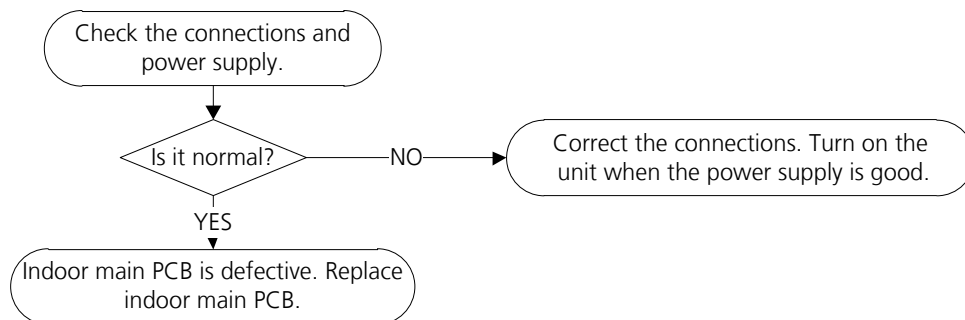 Check the connections and
power supply.
Is it normal?
NO
Correct the connections. Turn on the
unit when the power supply is good.
YES
Indoor main PCB is defective. Replace
indoor main PCB.